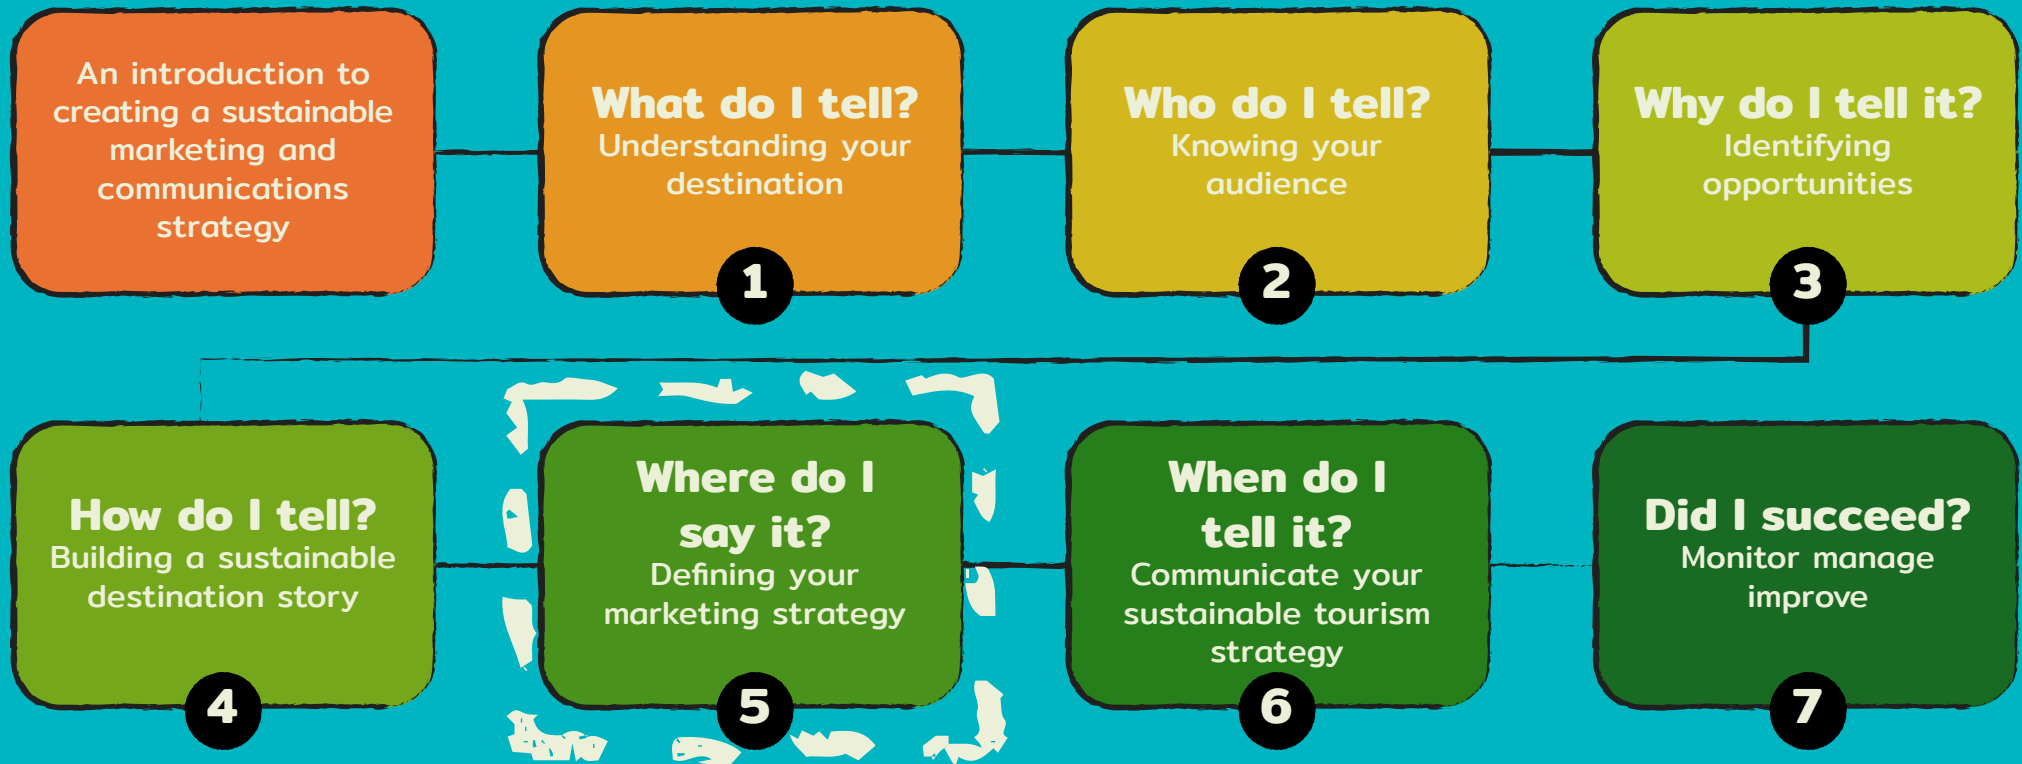 An introduction to
creating a sustainable
marketing and
communications
strategy
What do I tell?
Understanding your
destination
1
Who do I tell?
Knowing your
audience
2
Why do I tell it?
Identifying
opportunities
3
How do I tell?
Building a sustainable
destination story
4
Where do I
say it?
Defining your
marketing strategy
5
When do I
tell it?
Communicate your
sustainable tourism
strategy
6
Did I succeed?
Monitor manage
improve
7